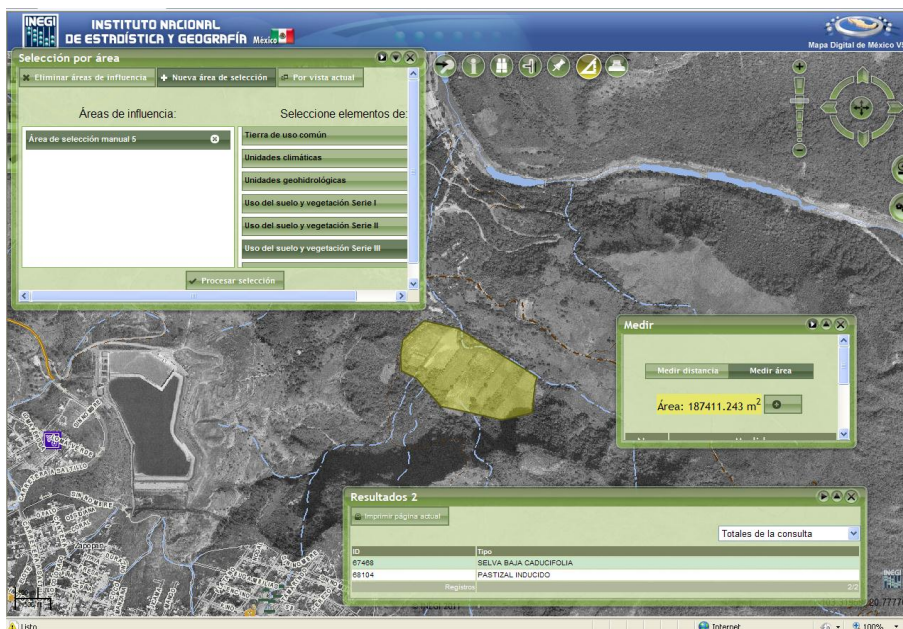 INEGI
INSTITUTO NACIONAL
DE ESTADÍSTICA Y GEOGRAFÍA México
Mapa Digital de México V5
Selección por área
Eliminar áreas de influencia
Nueva área de selección
Por vista actual
Áreas de influencia:
Seleccione elementos de:
Área de selección manual 5
Tierra de uso común
Unidades climáticas
Unidades geohidrológicas
Uso del suelo y vegetación Serie I
Uso del suelo y vegetación Serie II
Uso del suelo y vegetación Serie III
Procesar selección
Medir
Medir distancia
Medir área
Área: 187411.243 m2
Resultados 2
Imprimir página actual
Totales de la consulta
ID Tipo
67468 SELVA BAJA CADUCIFOLIA
68104 PASTIZAL INDUCIDO
Registros 2/2
INEGI
Listo
Internet
100%